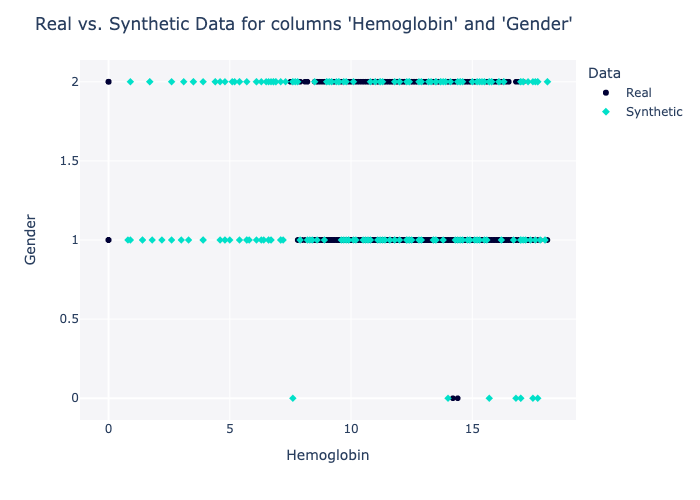 Real vs. Synthetic Data for columns 'Hemoglobin' and 'Gender'
Data
Real
Synthetic
2
1.5
1
0.5
0
Gender
0
5
10
15
Hemoglobin